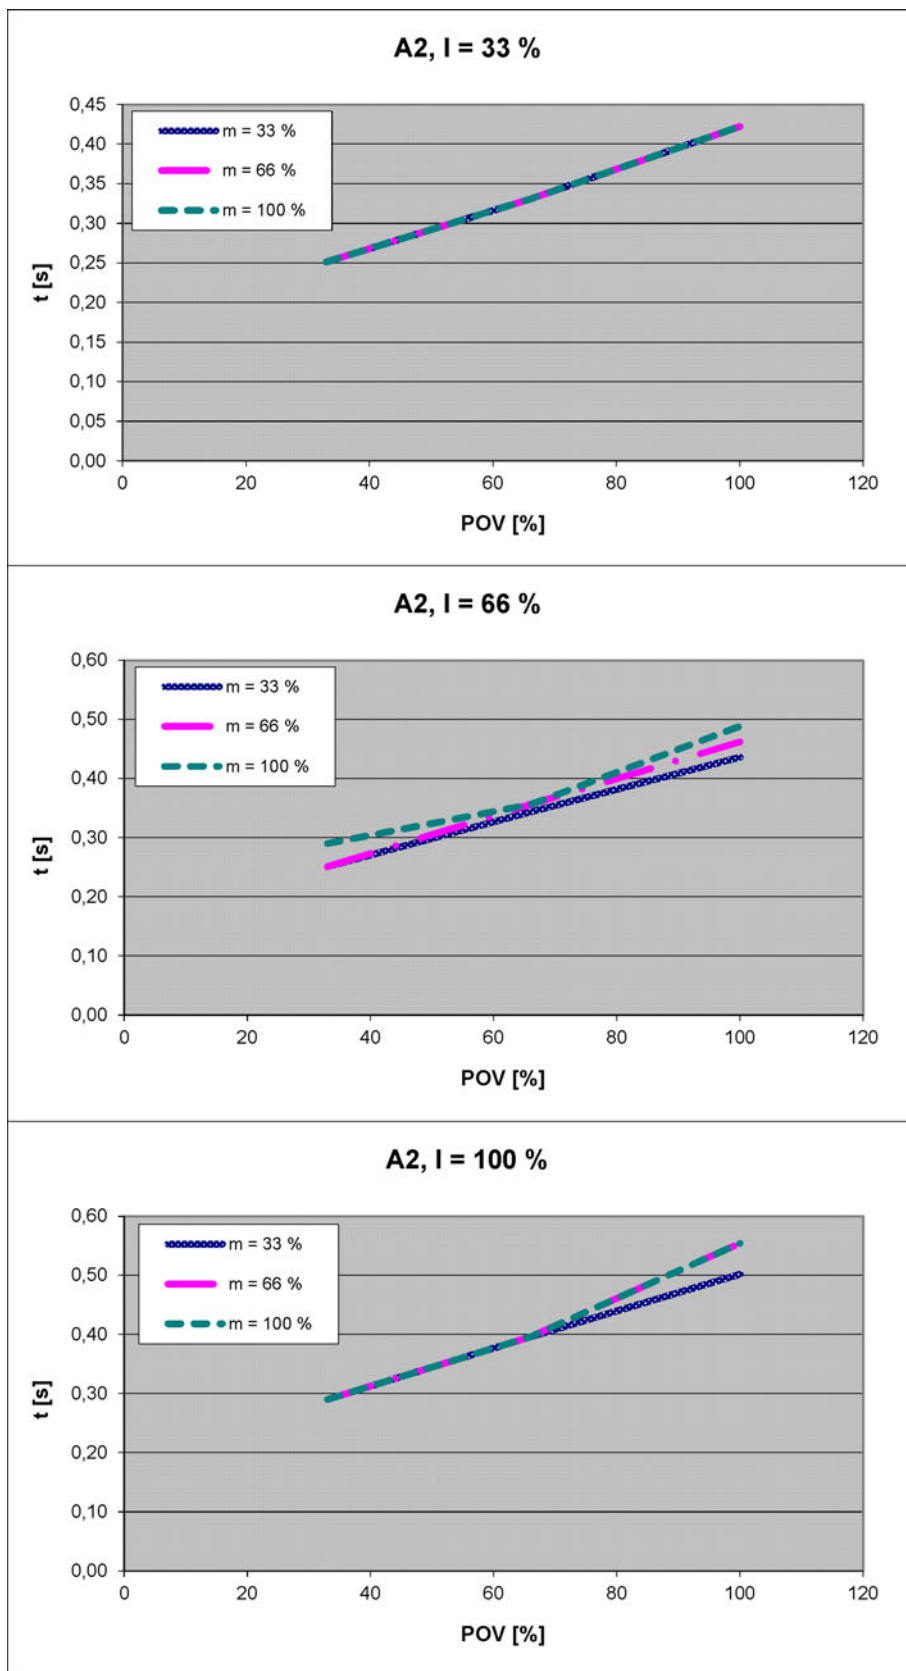 A2, l = 33 %
0,45
0,40
0,35
0,30
0,25
0,20
0,15
0,10
0,05
0,00
m = 33 %
m = 66 %
m = 100 %
t [s]
0 20 40 60 80 100 120
POV [%]
A2, l = 66 %
0,60
0,50
0,40
0,30
0,20
0,10
0,00
m = 33 %
m = 66 %
m = 100 %
t [s]
0 20 40 60 80 100 120
POV [%]
A2, l = 100 %
0,60
0,50
0,40
0,30
0,20
0,10
0,00
m = 33 %
m = 66 %
m = 100 %
t [s]
0 20 40 60 80 100 120
POV [%]